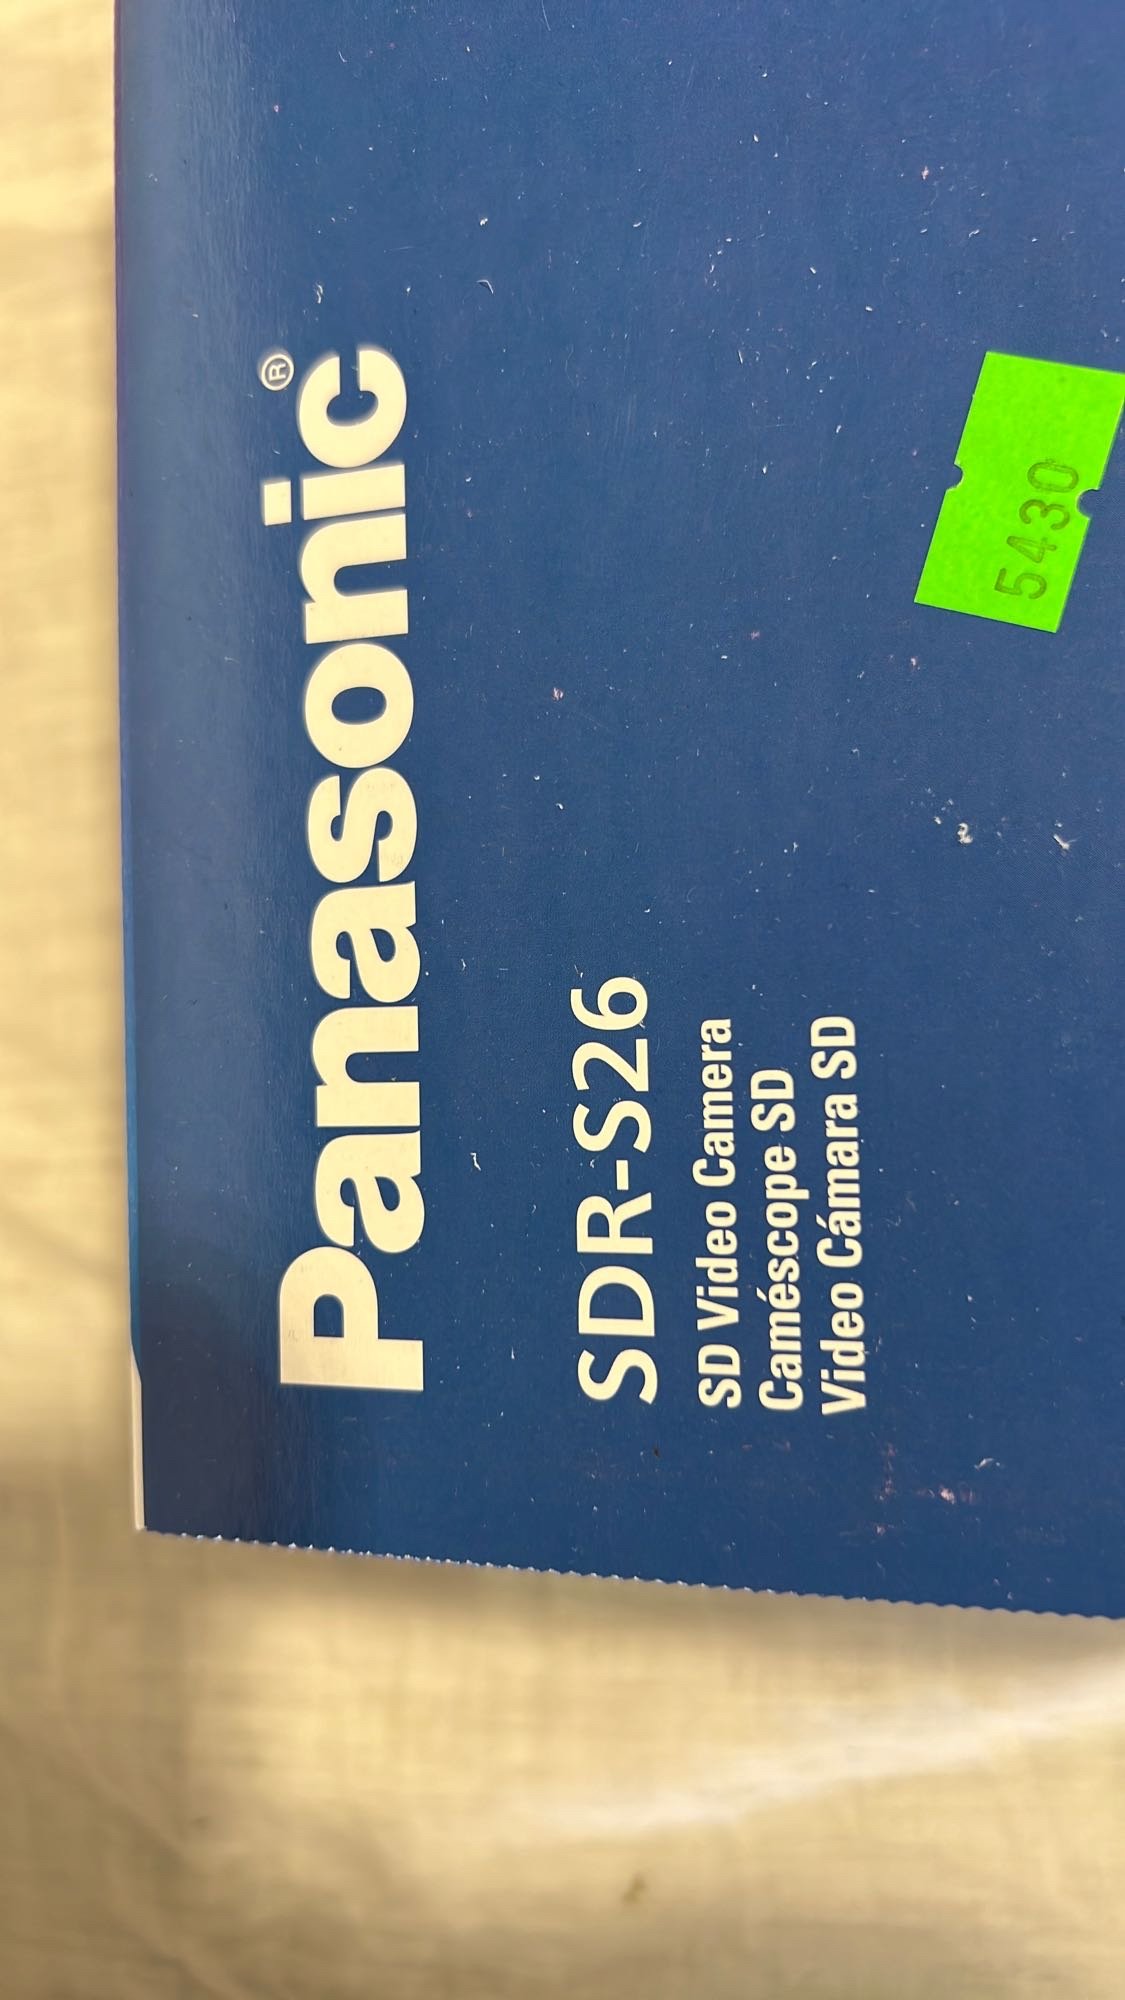 Panasonic®
SDR-S26
SD Video Camera
Caméscope SD
Video Cámara SD
5430